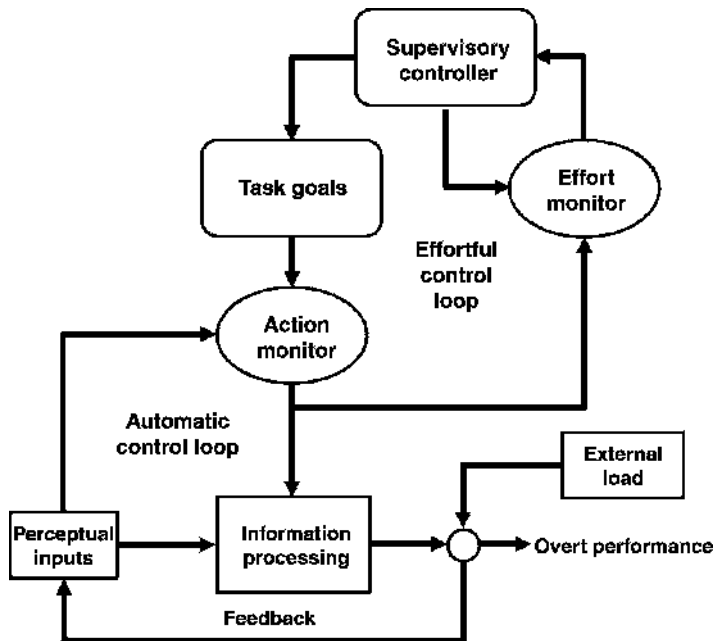 Supervisory
controller
Task goals
Effort
monitor
Effortful
control
loop
Action
monitor
Automatic
control loop
External
load
Perceptual
inputs
Information
processing
Overt performance
Feedback